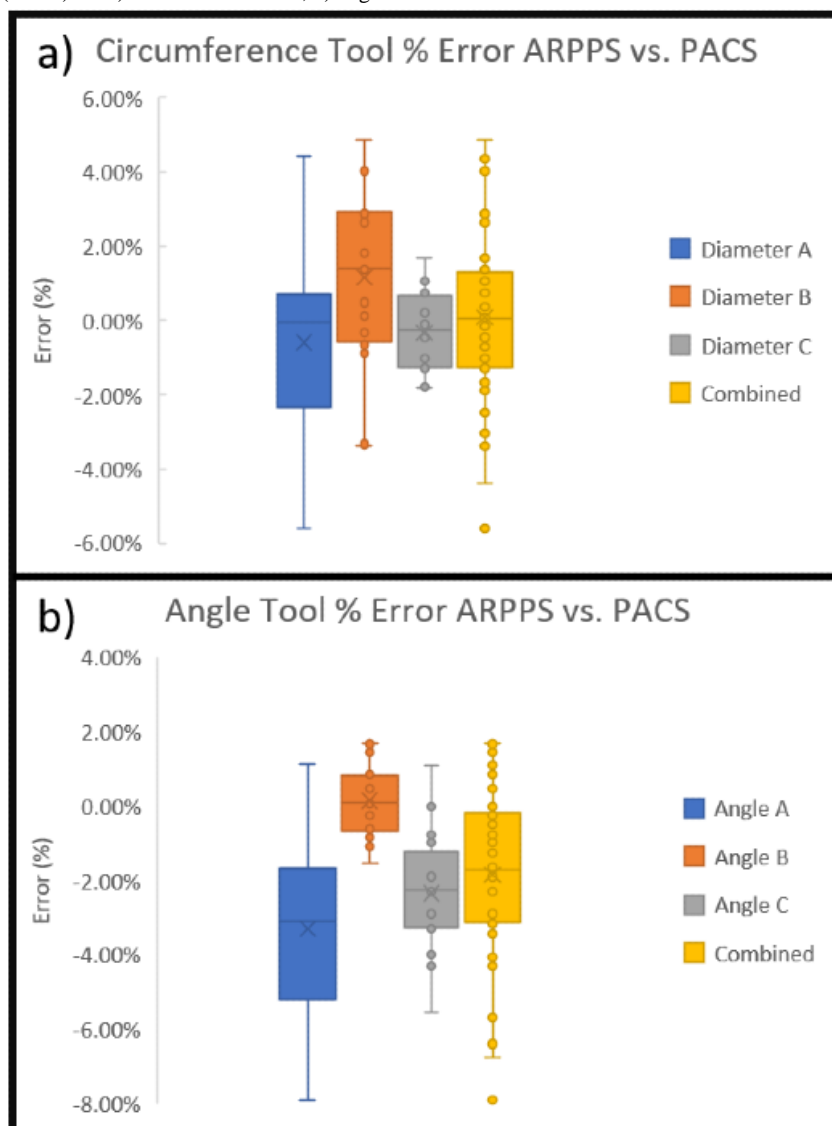 a) Circumference Tool % Error ARPPS vs. PACS
6.00%
4.00%
2.00%
0.00%
-2.00%
-4.00%
-6.00%
Error (%)
Diameter A
Diameter B
Diameter C
Combined
b) Angle Tool % Error ARPPS vs. PACS
4.00%
2.00%
0.00%
-2.00%
-4.00%
-6.00%
-8.00%
Error (%)
Angle A
Angle B
Angle C
Combined